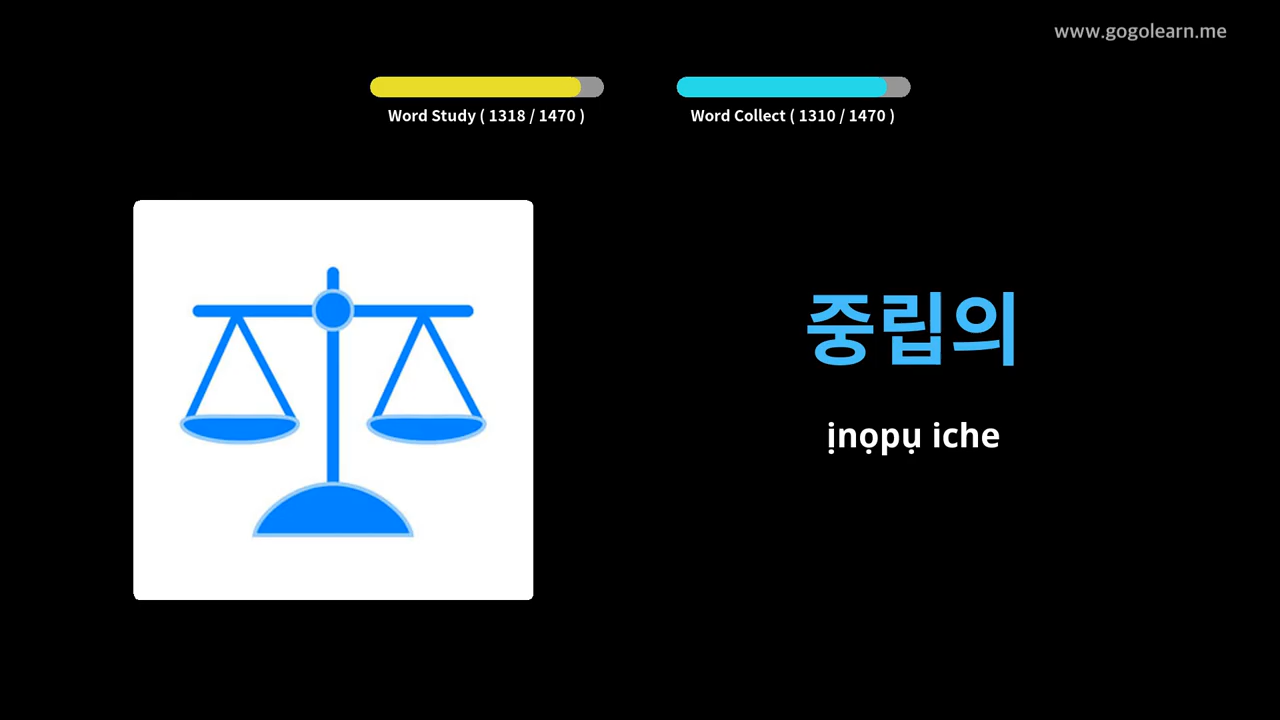 www.gogolearn.me
Word Study ( 1318 / 1470 )
Word Collect ( 1310 / 1470 )
중립의
ịnọpụ iche